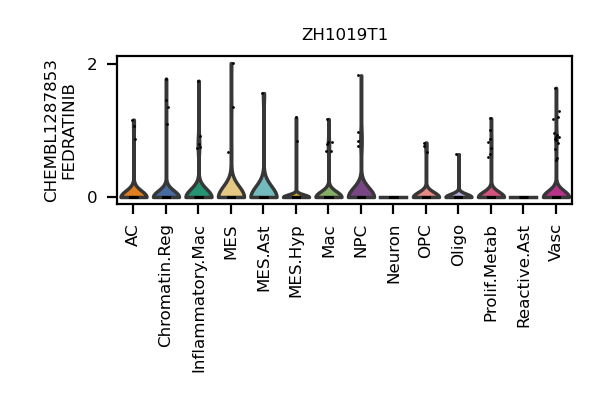 ZH1019T1
CHEMBL1287853
FEDRATINIB
2
0
AC
Chromatin.Reg
Inflammatory.Mac
MES
MES.Ast
MES.Hyp
Mac
NPC
Neuron
OPC
Oligo
Prolif.Metab
Reactive.Ast
Vasc